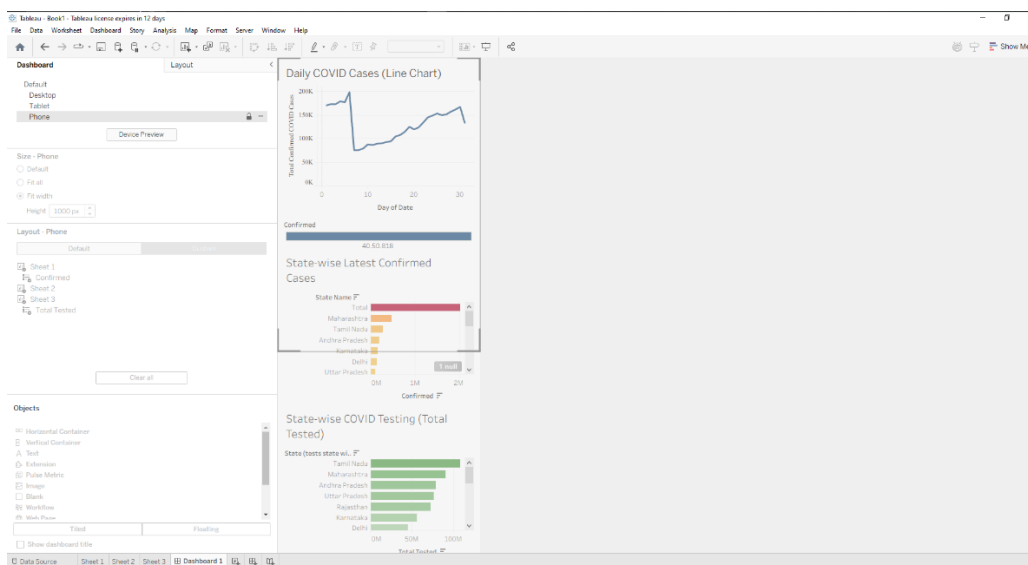 Tableau - Book1 - Tableau license expires in 12 days
File Data Worksheet Dashboard Story Analysis Map Format Server Window Help
Show Me
Dashboard
Layout
Default
Desktop
Tablet
Phone
Device Preview
Size - Phone
Default
Fit all
Fit width
Height 1000 px
Layout - Phone
Default
Sheet 1
Confirmed
Sheet 2
Sheet 3
Total Tested
Clear all
Objects
Horizontal Container
Vertical Container
Text
Extension
Pulse Metric
Image
Blank
Workflow
Web Page
Tiled Floating
Show dashboard title
Daily COVID Cases (Line Chart)
Total Confirmed COVID Cases
200K
150K
100K
50K
0K
0 10 20 30
Day of Date
Confirmed
40,60,818
State-wise Latest Confirmed
Cases
State Name
Total
Maharashtra
Tamil Nadu
Andhra Pradesh
Karnataka
Delhi
Uttar Pradesh
1 null
0M 1M 2M
Confirmed
State-wise COVID Testing (Total
Tested)
State (tests state wi..
Tamil Nadu
Maharashtra
Andhra Pradesh
Uttar Pradesh
Rajasthan
Karnataka
Delhi
0M 50M 100M
Total Tested
Data Source Sheet 1 Sheet 2 Sheet 3 Dashboard 1